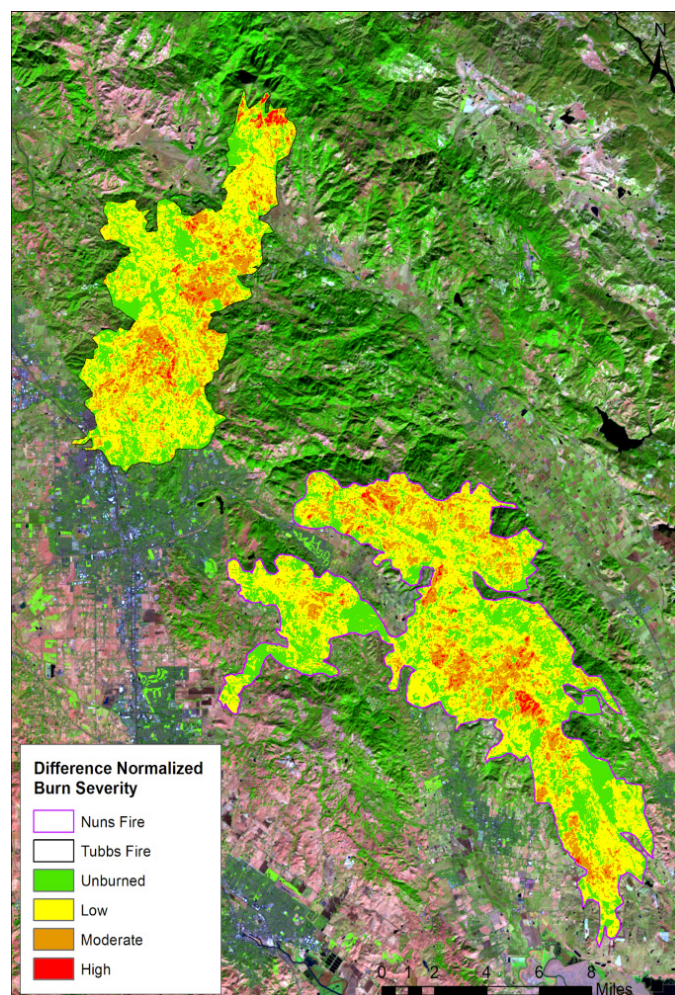 N
Difference Normalized
Burn Severity
Nuns Fire
Tubbs Fire
Unburned
Low
Moderate
High
0 1 2 4 6 8
Miles